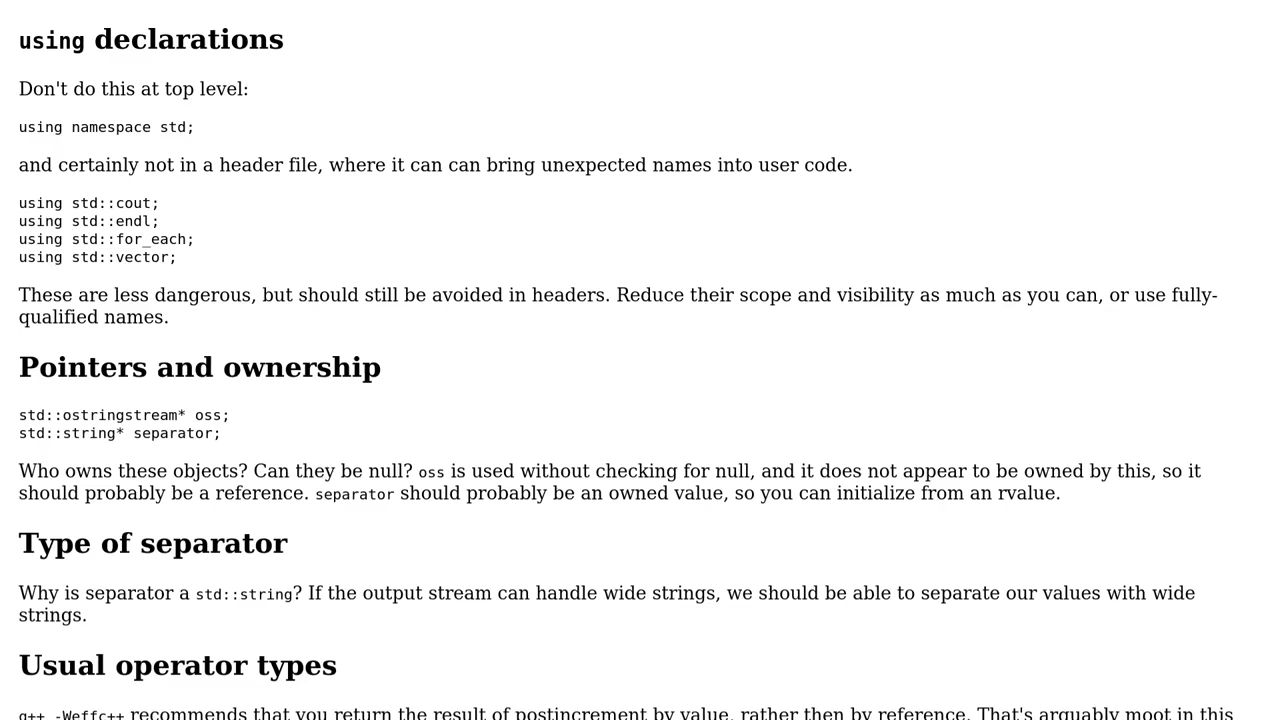 using declarations
Don't do this at top level:
using namespace std;
and certainly not in a header file, where it can can bring unexpected names into user code.
using std::cout;
using std::endl;
using std::for_each;
using std::vector;
These are less dangerous, but should still be avoided in headers. Reduce their scope and visibility as much as you can, or use fully-
qualified names.
Pointers and ownership
std::ostringstream* oss;
std::string* separator;
Who owns these objects? Can they be null? oss is used without checking for null, and it does not appear to be owned by this, so it
should probably be a reference. separator should probably be an owned value, so you can initialize from an rvalue.
Type of separator
Why is separator a std::string? If the output stream can handle wide strings, we should be able to separate our values with wide
strings.
Usual operator types
g++ -Weffc++ recommends that you return the result of postincrement by value, rather then by reference. That's arguably moot in this